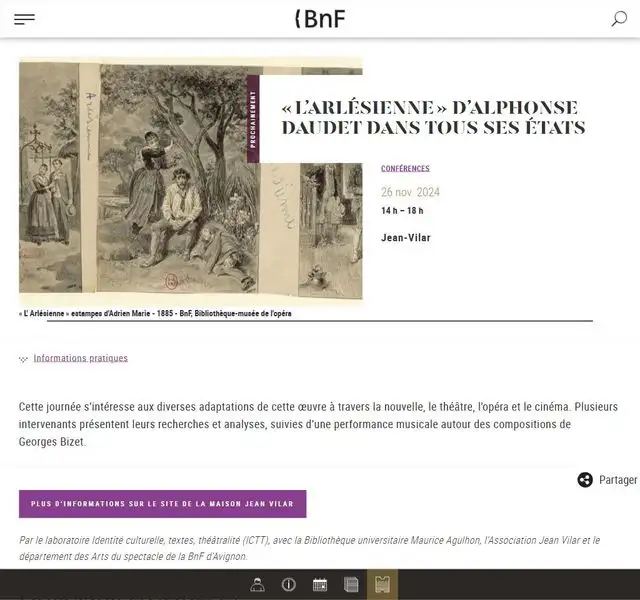 BnF
PROCHAINEMENT
« L'ARLÉSIENNE » D'ALPHONSE
DAUDET DANS TOUS SES ÉTATS
CONFÉRENCES
26 nov. 2024
14 h – 18 h
Jean-Vilar
« L' Arlésienne » estampes d'Adrien Marie - 1885 - BnF, Bibliothèque-musée de l'opéra
Informations pratiques
Cette journée s'intéresse aux diverses adaptations de cette œuvre à travers la nouvelle, le théâtre, l'opéra et le cinéma. Plusieurs
intervenants présentent leurs recherches et analyses, suivies d'une performance musicale autour des compositions de
Georges Bizet.
Partager
PLUS D'INFORMATIONS SUR LE SITE DE LA MAISON JEAN VILAR
Par le laboratoire Identité culturelle, textes, théâtralité (ICTT), avec la Bibliothèque universitaire Maurice Agulhon, l'Association Jean Vilar et le
département des Arts du spectacle de la BnF d'Avignon.